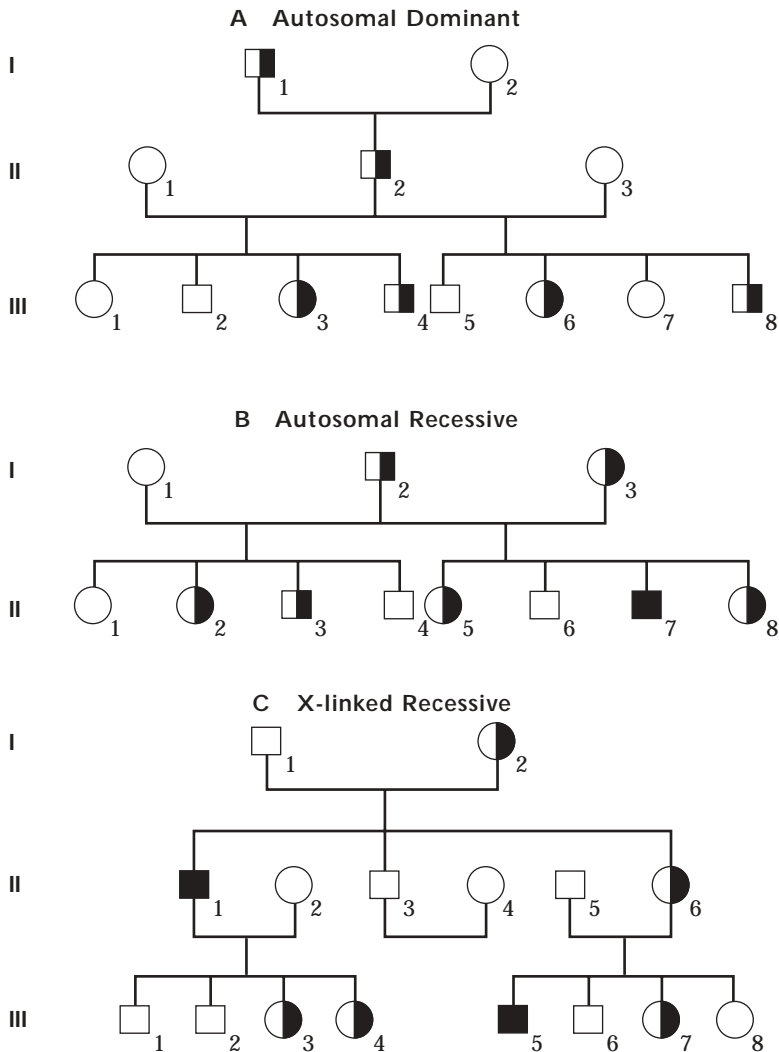 A Autosomal Dominant
I
1 2
II
1 2 3
III
1 2 3 4 5 6 7 8
B Autosomal Recessive
I
1 2 3
II
1 2 3 4 5 6 7 8
C X-linked Recessive
I
1 2
II
1 2 3 4 5 6
III
1 2 3 4 5 6 7 8